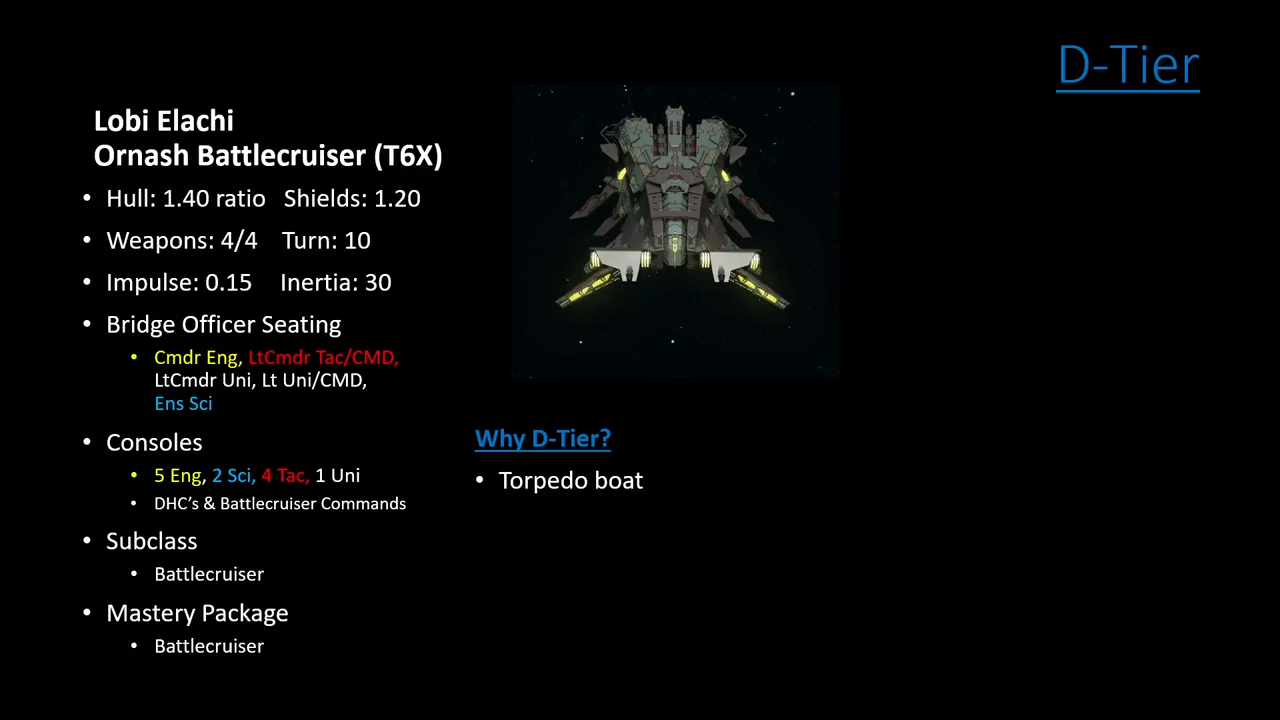 D-Tier
Lobi Elachi
Ornash Battlecruiser (T6X)
• Hull: 1.40 ratio Shields: 1.20
• Weapons: 4/4 Turn: 10
• Impulse: 0.15 Inertia: 30
• Bridge Officer Seating
• Cmdr Eng, LtCmdr Tac/CMD,
LtCmdr Uni, Lt Uni/CMD,
Ens Sci
• Consoles
• 5 Eng, 2 Sci, 4 Tac, 1 Uni
• DHC's & Battlecruiser Commands
• Subclass
• Battlecruiser
• Mastery Package
• Battlecruiser
Why D-Tier?
• Torpedo boat